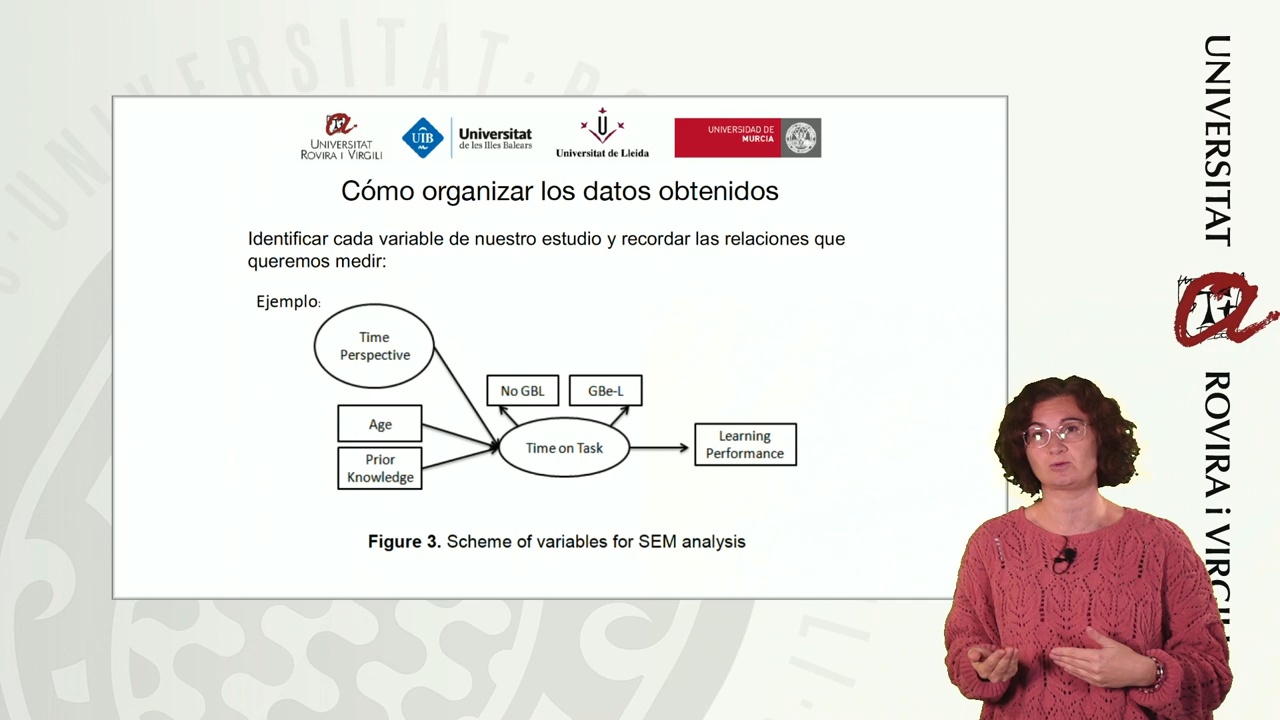 UNIVERSITAT
ROVIRA I VIRGILI
UIB
Universitat
de les Illes Balears
U
Universitat de Lleida
UNIVERSIDAD DE
MURCIA
Cómo organizar los datos obtenidos
Identificar cada variable de nuestro estudio y recordar las relaciones que
queremos medir:
Ejemplo:
Time
Perspective
No GBL
GBe-L
Age
Prior
Knowledge
Time on Task
Learning
Performance
Figure 3. Scheme of variables for SEM analysis
UNIVERSITAT
ROVIRA i VIRGILI